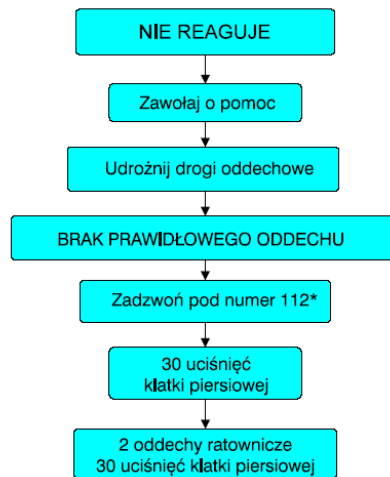 NIE REAGUJE
Zawołaj o pomoc
Udrożnij drogi oddechowe
BRAK PRAWIDŁOWEGO ODDECHU
Zadzwoń pod numer 112*
30 uciśnięć
klatki piersiowej
2 oddechy ratownicze
30 uciśnięć klatki piersiowej